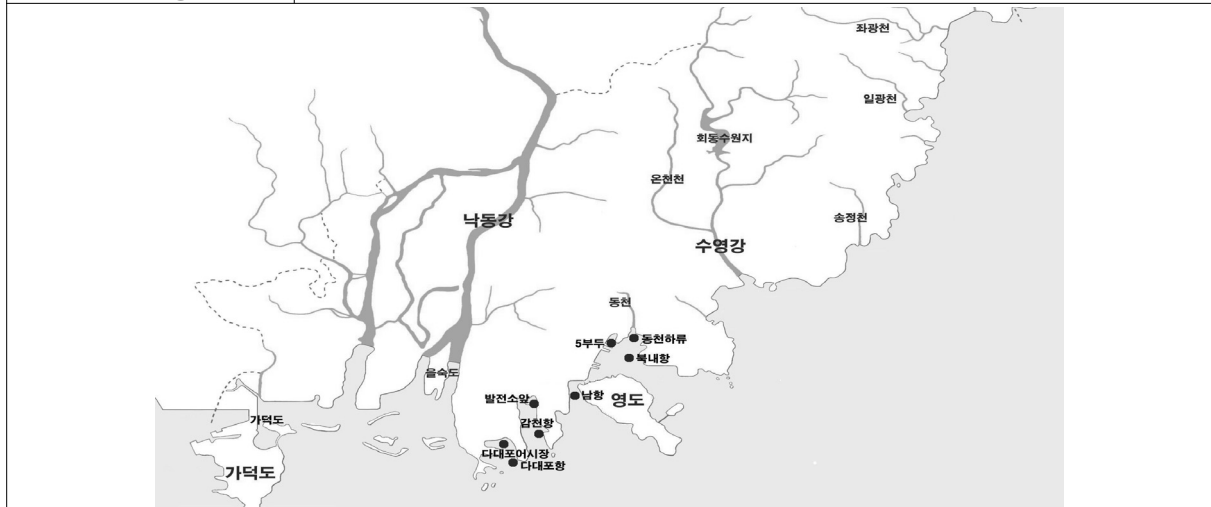 좌광천
일광천
회동수원지
온천천
낙동강
송정천
수영강
동천
5부두
동천하류
북내항
을숙도
발전소앞
남항
영도
가덕도
감천항
다대포어시장
다대포항
가덕도